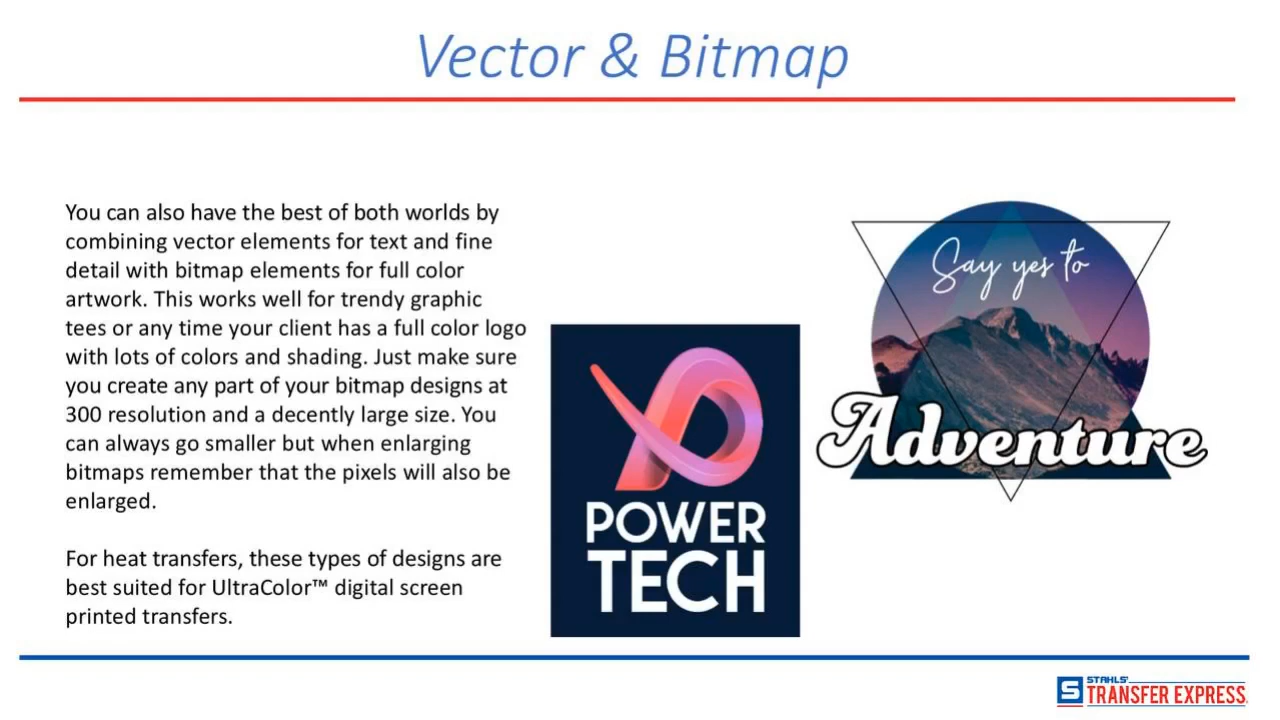 Vector & Bitmap
You can also have the best of both worlds by
combining vector elements for text and fine
detail with bitmap elements for full color
artwork. This works well for trendy graphic
tees or any time your client has a full color logo
with lots of colors and shading. Just make sure
you create any part of your bitmap designs at
300 resolution and a decently large size. You
can always go smaller but when enlarging
bitmaps remember that the pixels will also be
enlarged.
For heat transfers, these types of designs are
best suited for UltraColor™ digital screen
printed transfers.
POWER
TECH
Say yes to
Adventure
S STAHLS'
TRANSFER EXPRESS